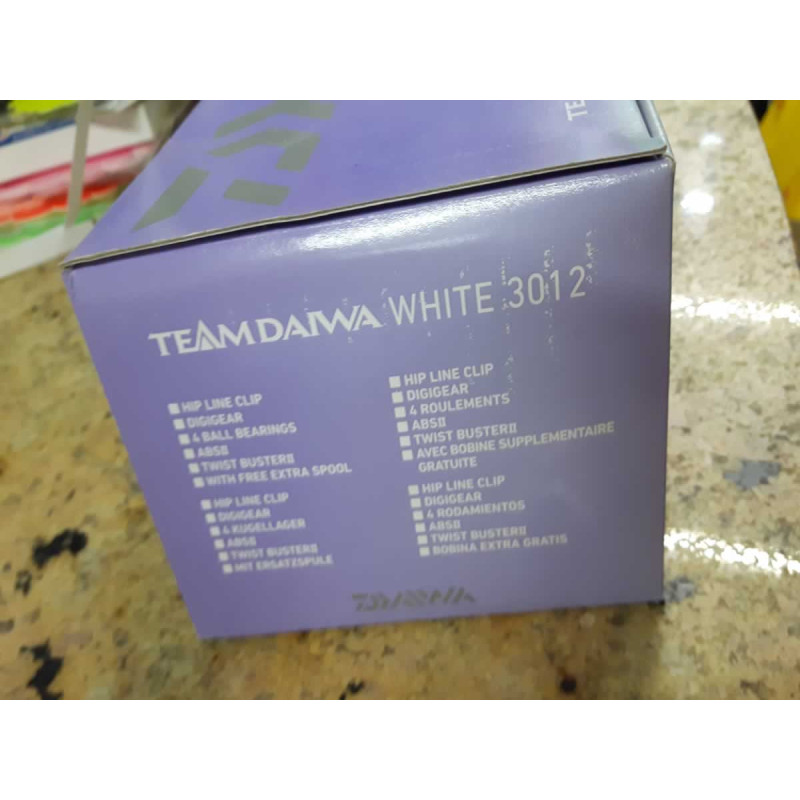 TE
TEAM DAIWA WHITE 3012
■ HIP LINE CLIP
■ DIGIGEAR
■ 4 BALL BEARINGS
■ ABSⅡ
■ TWIST BUSTERⅡ
■ WITH FREE EXTRA SPOOL
■ HIP LINE CLIP
■ DIGIGEAR
■ 4 KUGELLAGER
■ ABSⅡ
■ TWIST BUSTERⅡ
■ MIT ERSATZSPULE
■ HIP LINE CLIP
■ DIGIGEAR
■ 4 ROULEMENTS
■ ABSⅡ
■ TWIST BUSTERⅡ
■ AVEC BOBINE SUPPLEMENTAIRE
GRATUITE
■ HIP LINE CLIP
■ DIGIGEAR
■ 4 RODAMIENTOS
■ ABSⅡ
■ TWIST BUSTERⅡ
■ BOBINA EXTRA GRATIS
DAIWA